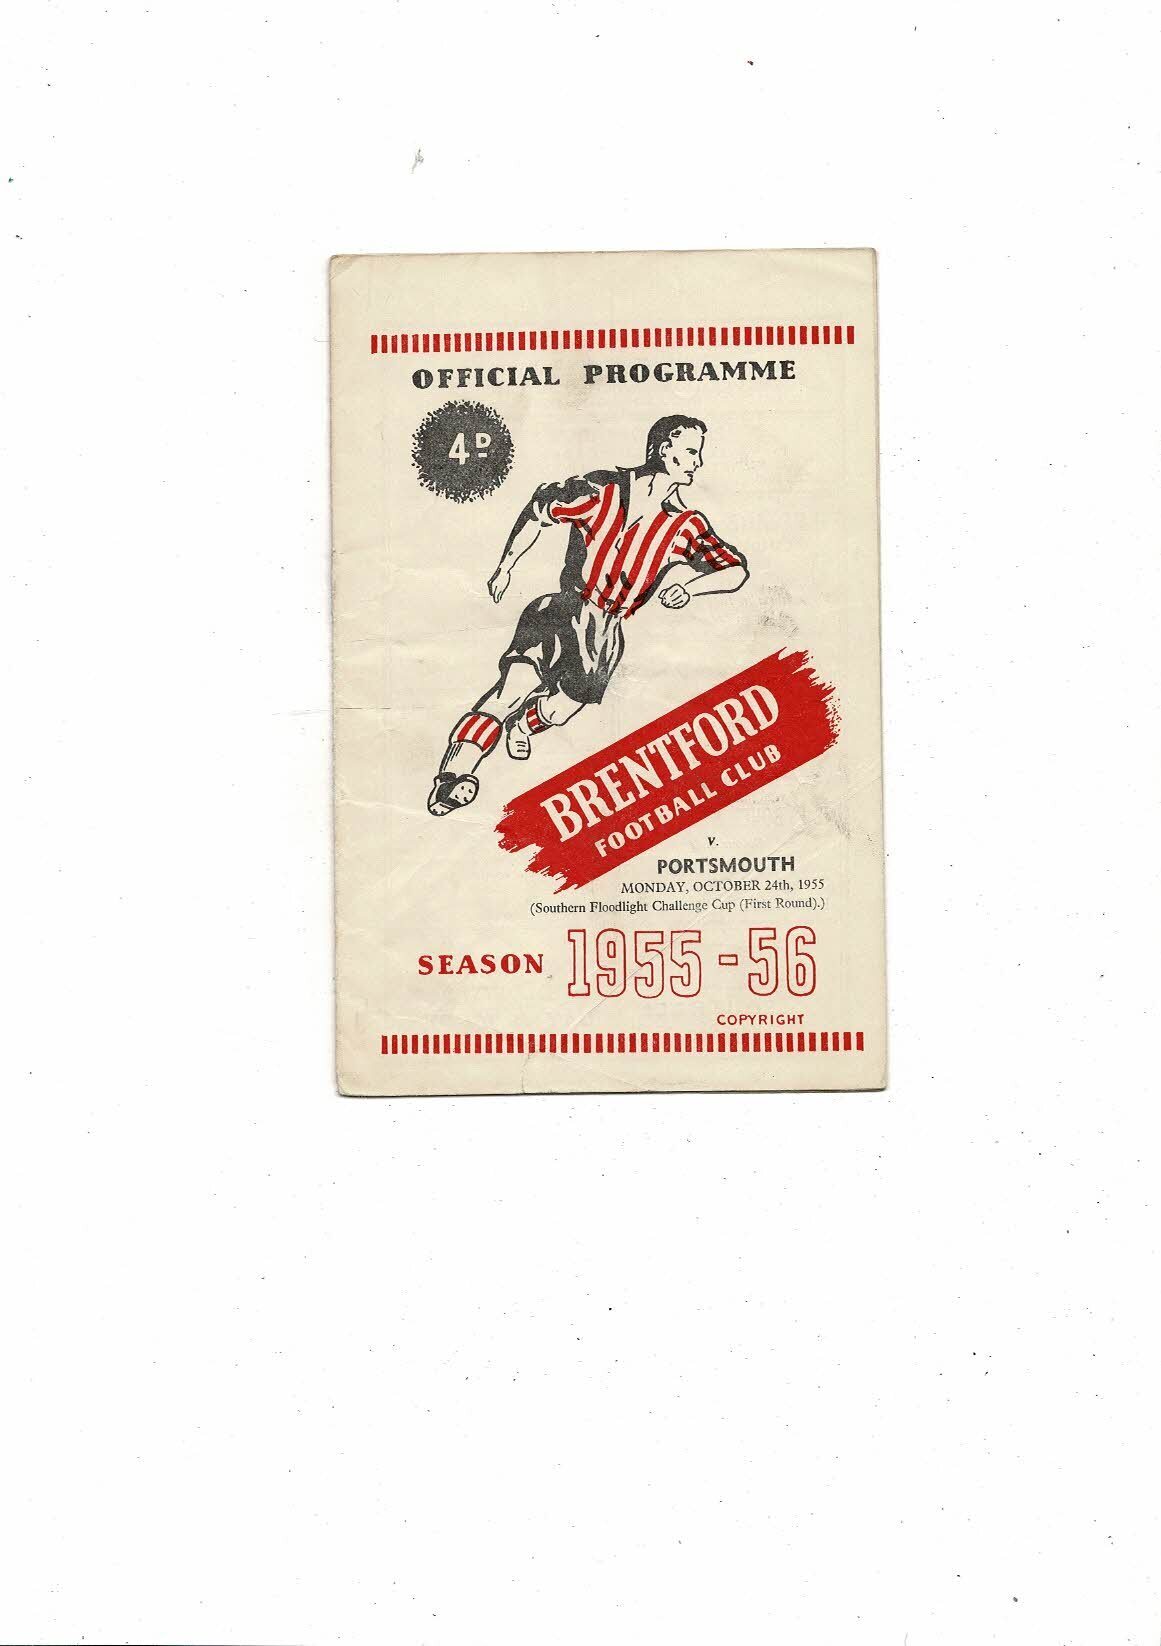 OFFICIAL PROGRAMME
4D
BRENTFORD
FOOTBALL CLUB
v.
PORTSMOUTH
MONDAY, OCTOBER 24th, 1955
(Southern Floodlight Challenge Cup (First Round).)
SEASON 1955-56
COPYRIGHT